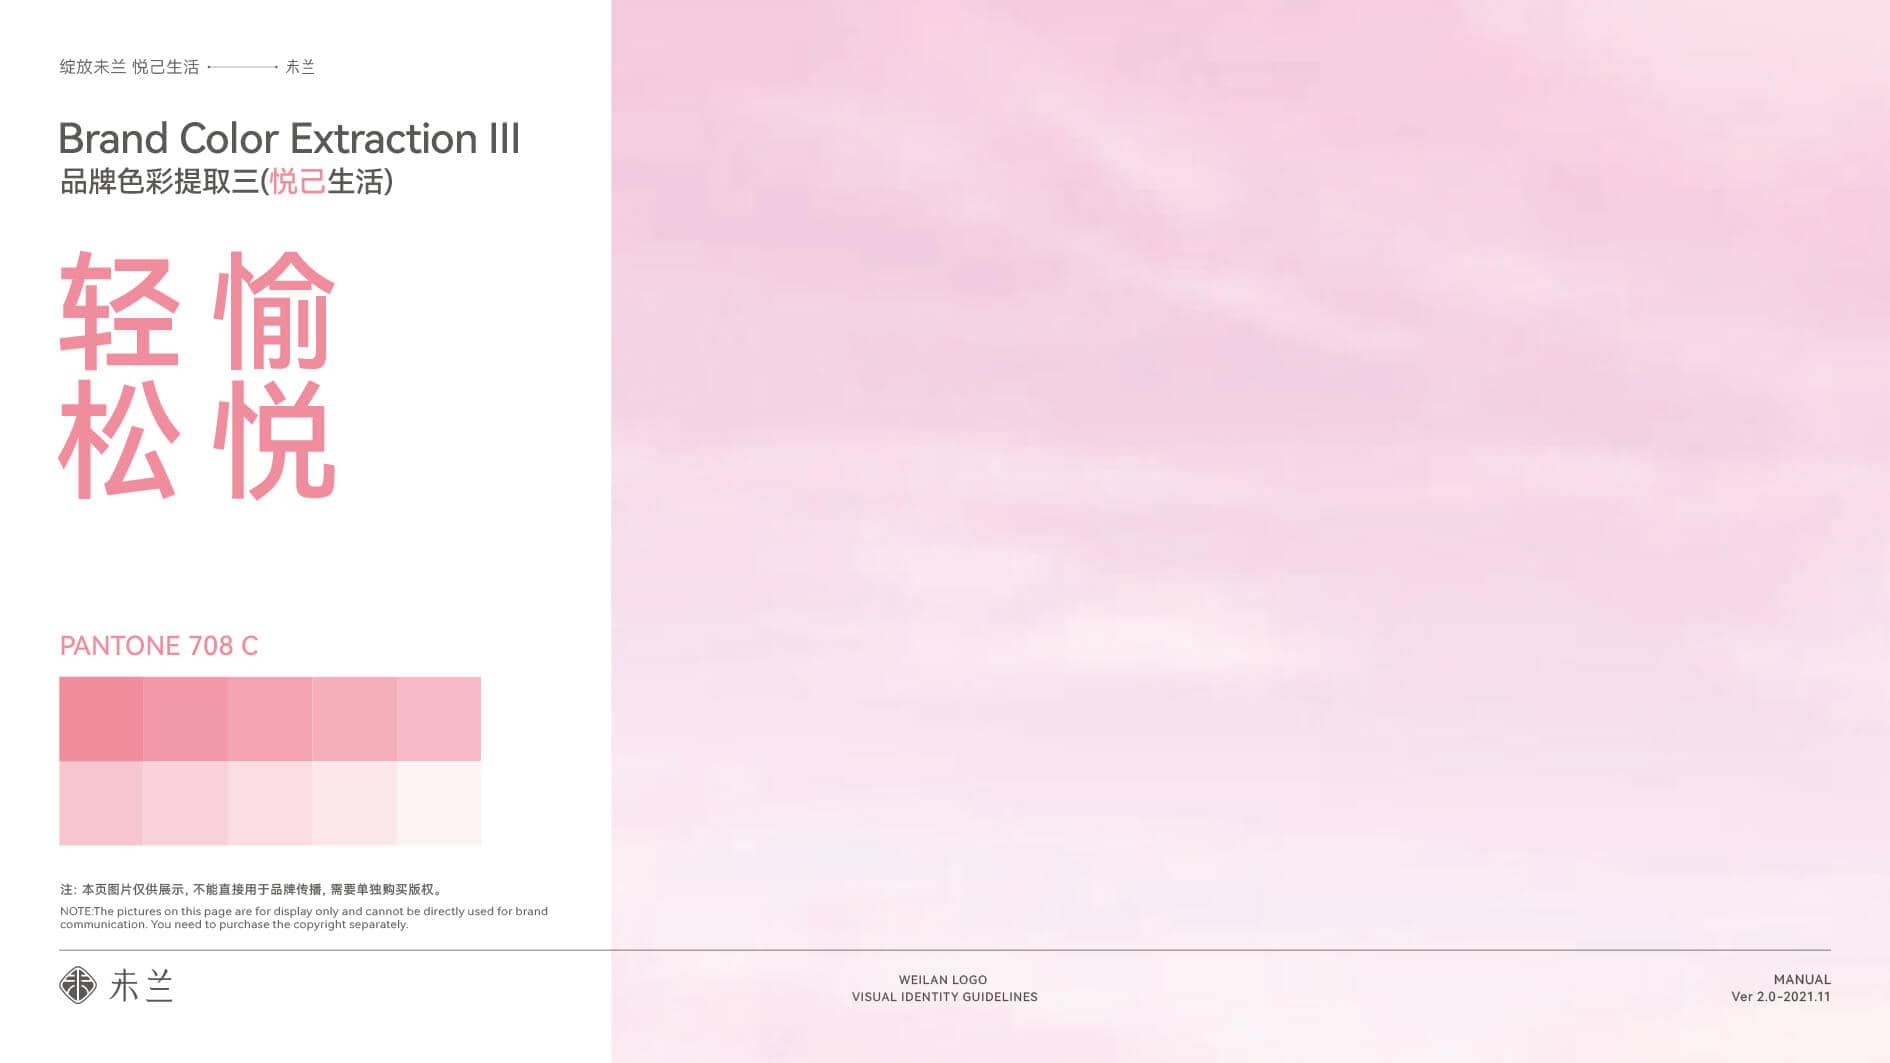 绽放未兰 悦己生活 未兰
Brand Color Extraction III
品牌色彩提取三(悦己生活)
轻 愉
松 悦
PANTONE 708 C
注: 本页图片仅供展示, 不能直接用于品牌传播, 需要单独购买版权。
NOTE:The pictures on this page are for display only and cannot be directly used for brand
communication. You need to purchase the copyright separately.
未兰
WEILAN LOGO
VISUAL IDENTITY GUIDELINES
MANUAL
Ver 2.0-2021.11